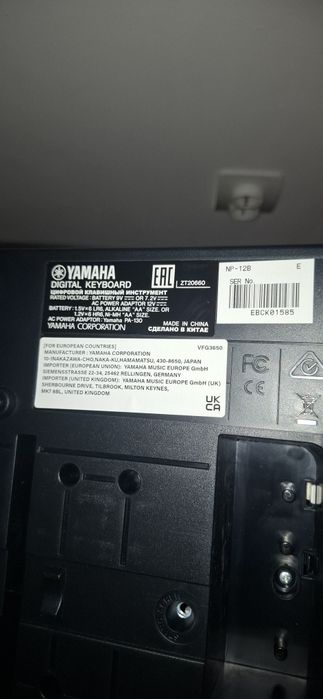 YAMAHA
DIGITAL KEYBOARD
ЦИФРОВОЙ КЛАВИШНЫЙ ИНСТРУМЕНТ
RATED VOLTAGE: BATTERY 9V ⎓ OR 7.2V ⎓
AC POWER ADAPTOR 12V ⎓
BATTERY: 1.5V×6 LR6, ALKALINE "AA" SIZE. OR
1.2V×6 HR6, Ni-MH "AA" SIZE.
AC POWER ADAPTOR: Yamaha PA-130
YAMAHA CORPORATION
EAC
ZT20660
MADE IN CHINA
СДЕЛАНО В КИТАЕ
NP-12B E
SER No.
EBCK01585
[FOR EUROPEAN COUNTRIES] VFG3650
MANUFACTURER : YAMAHA CORPORATION
10-1NAKAZAWA-CHO,NAKA-KU,HAMAMATSU, 430-8650, JAPAN
IMPORTER (EUROPEAN UNION): YAMAHA MUSIC EUROPE GmbH
SIEMENSSTRASSE 22-34, 25462 RELLINGEN, GERMANY
IMPORTER (UNITED KINGDOM): YAMAHA MUSIC EUROPE GmbH (UK)
SHERBOURNE DRIVE, TILBROOK, MILTON KEYNES,
MK7 8BL, UNITED KINGDOM
UK
CA
FC
CE